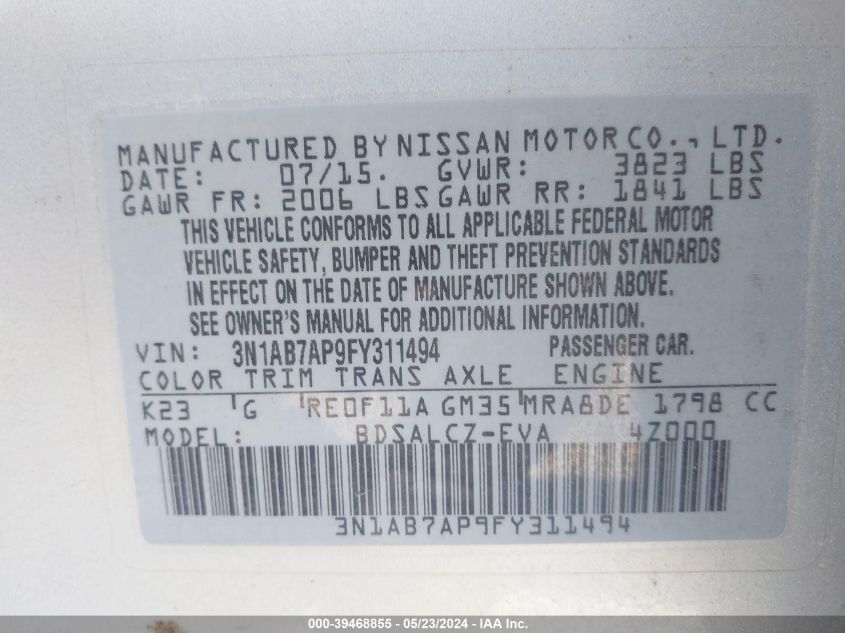 MANUFACTURED BY NISSAN MOTOR CO., LTD.
DATE: 07/15. GVWR: 3823 LBS
GAWR FR: 2006 LBS GAWR RR: 1841 LBS
THIS VEHICLE CONFORMS TO ALL APPLICABLE FEDERAL MOTOR
VEHICLE SAFETY, BUMPER AND THEFT PREVENTION STANDARDS
IN EFFECT ON THE DATE OF MANUFACTURE SHOWN ABOVE.
SEE OWNER'S MANUAL FOR ADDITIONAL INFORMATION.
VIN: 3N1AB7AP9FY311494 PASSENGER CAR.
COLOR TRIM TRANS AXLE ENGINE
K23 G RE0F11A GM35 MRA8DE 1798 CC
MODEL: BDSALCZ-EVA 4Z000
3N1AB7AP9FY311494
000-39468855 - 05/23/2024 - IAA Inc.